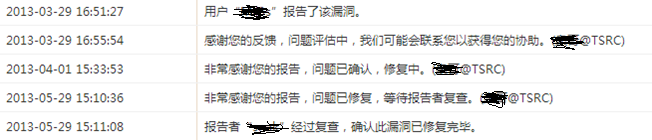 2013-03-29 16:51:27 用户 “ ” 报告了该漏洞。
2013-03-29 16:55:54 感谢您的反馈，问题评估中，我们可能会联系您以获得您的协助。( @TSRC)
2013-04-01 15:33:53 非常感谢您的报告，问题已确认，修复中。( @TSRC)
2013-05-29 15:10:36 非常感谢您的报告，问题已修复，等待报告者复查。( @TSRC)
2013-05-29 15:11:08 报告者 “ ” 经过复查，确认此漏洞已修复完毕。